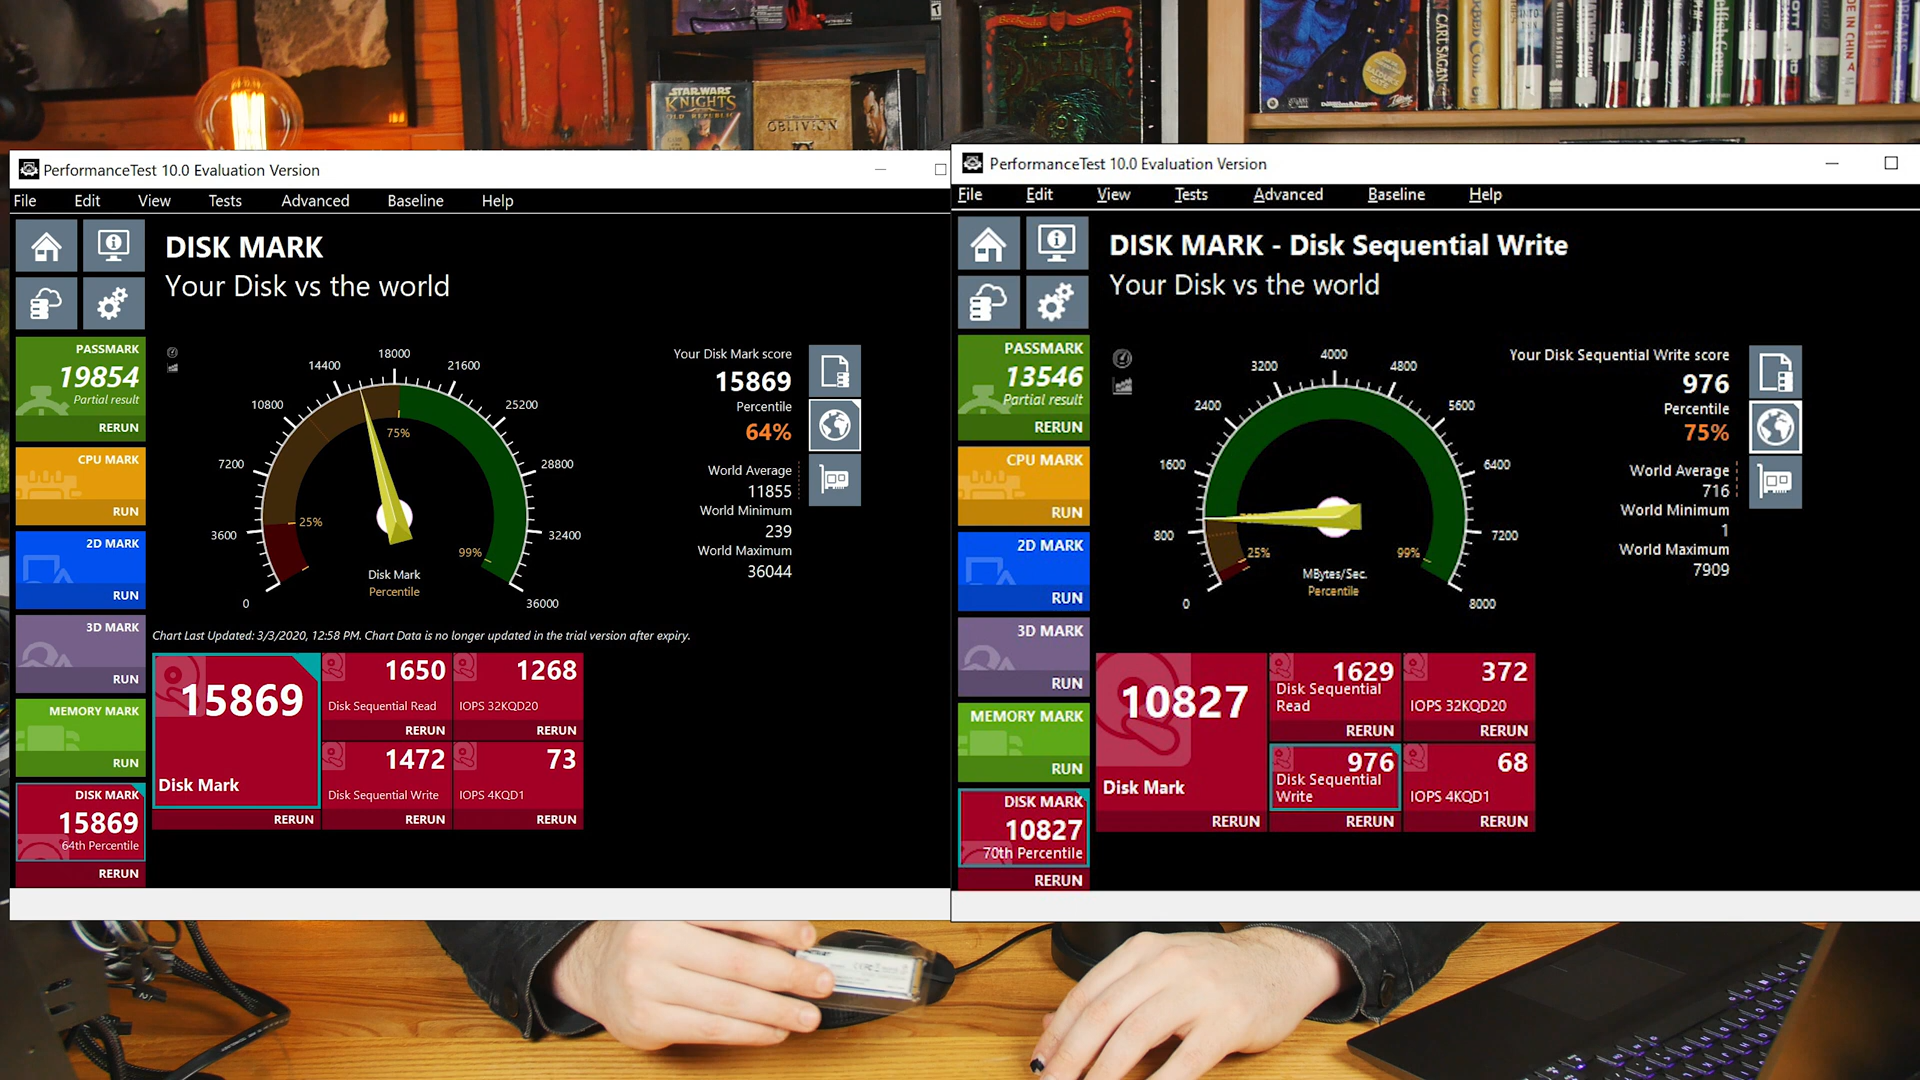 STAR WARS
KNIGHTS
OLD REPUBLIC
OBLIVION
CARL SAGAN
WILLIAM SHATNER
PerformanceTest 10.0 Evaluation Version
File Edit View Tests Advanced Baseline Help
DISK MARK
Your Disk vs the world
PASSMARK
19854
Partial result
RERUN
CPU MARK
RUN
2D MARK
RUN
3D MARK
RUN
MEMORY MARK
RUN
DISK MARK
15869
64th Percentile
RERUN
0
3600
7200
10800
14400
18000
21600
25200
28800
32400
36000
25%
75%
99%
Disk Mark
Percentile
Your Disk Mark score
15869
Percentile
64%
World Average
11855
World Minimum
239
World Maximum
36044
Chart Last Updated: 3/3/2020, 12:58 PM. Chart Data is no longer updated in the trial version after expiry.
15869
Disk Mark
RERUN
1650
Disk Sequential Read
RERUN
1268
IOPS 32KQD20
RERUN
1472
Disk Sequential Write
RERUN
73
IOPS 4KQD1
RERUN
PerformanceTest 10.0 Evaluation Version
File Edit View Tests Advanced Baseline Help
DISK MARK - Disk Sequential Write
Your Disk vs the world
PASSMARK
13546
Partial result
RERUN
CPU MARK
RUN
2D MARK
RUN
3D MARK
RUN
MEMORY MARK
RUN
DISK MARK
10827
70th Percentile
RERUN
0
800
1600
2400
3200
4000
4800
5600
6400
7200
8000
25%
99%
MBytes/Sec.
Percentile
Your Disk Sequential Write score
976
Percentile
75%
World Average
716
World Minimum
1
World Maximum
7909
10827
Disk Mark
RERUN
1629
Disk Sequential
Read
RERUN
372
IOPS 32KQD20
RERUN
976
Disk Sequential
Write
RERUN
68
IOPS 4KQD1
RERUN